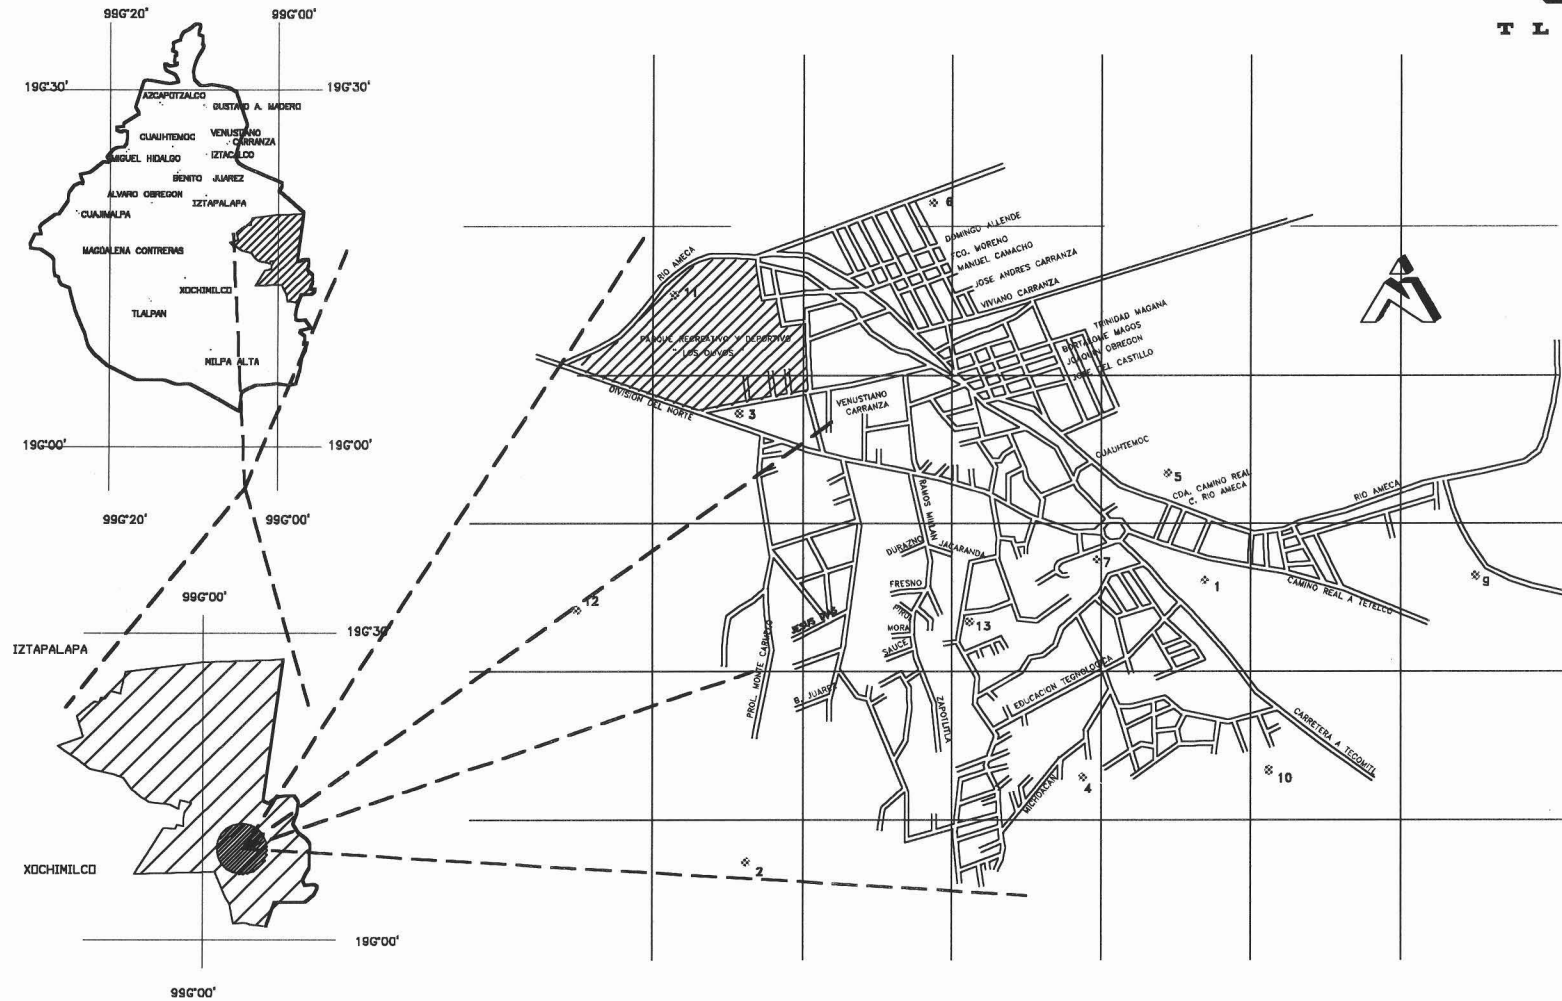 T L
99G°20' 99G°00'
19G°30' 19G°30'
AZCAPOTZALCO
GUSTAVO A. MADERO
CUAUHTEMOC
VENUSTIANO
CARRANZA
MIGUEL HIDALGO
IZTACALCO
BENITO JUAREZ
ALVARO OBREGON
IZTAPALAPA
CUAJIMALPA
MAGDALENA CONTRERAS
XOCHIMILCO
TLALPAN
MILPA ALTA
19G°00' 19G°00'
99G°20' 99G°00'
99G°00'
19G°30'
IZTAPALAPA
XOCHIMILCO
19G°00'
99G°00'
6
DOMINGO ALLENDE
FCO. MORENO
MANUEL CAMACHO
JOSE ANDRES CARRANZA
VIVIANO CARRANZA
RIO AMECA
11
PARQUE RECREATIVO Y DEPORTIVO
" LOS OLIVOS "
TRINIDAD MAGANA
BORTALOME MAGOS
JOAQUIN OBREGON
JOSE DEL CASTILLO
DIVISION DEL NORTE
3
VENUSTIANO
CARRANZA
CUAUHTEMOC
5
CDA. CAMINO REAL
C. RIO AMECA
RIO AMECA
RAMOS MILLAN
DURAZNO
JACARANDA
7
1
9
FRESNO
CAMINO REAL A TETELCO
12
PIRUL
JESUS
MORA
13
SAUCE
PROL. MONTE CARMELO
B. JUAREZ
EDUCACION TEGNOLOGICA
ZAPOTITLA
CARRETERA A TECOMITL
10
4
MICHOACAN
2